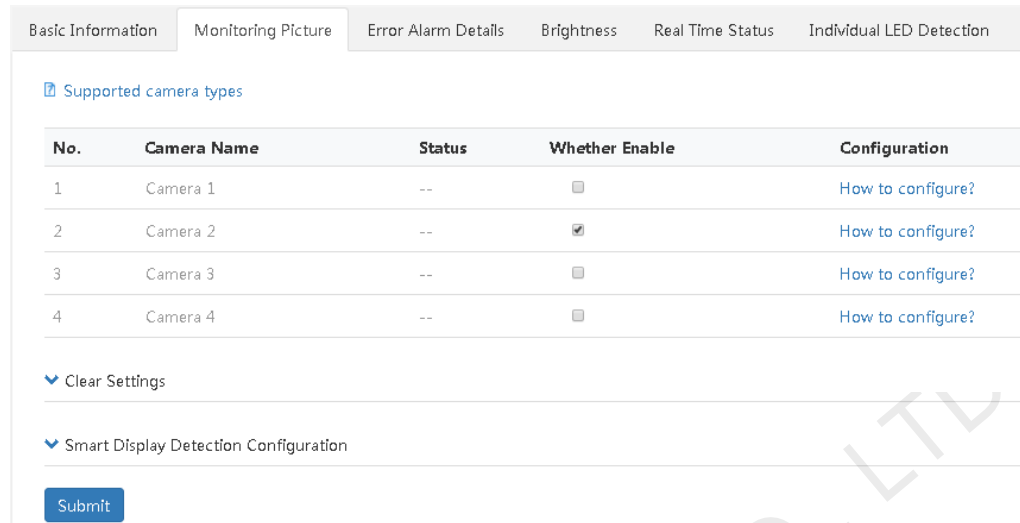 Basic Information Monitoring Picture Error Alarm Details Brightness Real Time Status Individual LED Detection
Supported camera types
No. Camera Name Status Whether Enable Configuration
1 Camera 1 -- How to configure?
2 Camera 2 -- How to configure?
3 Camera 3 -- How to configure?
4 Camera 4 -- How to configure?
Clear Settings
Smart Display Detection Configuration
Submit
LTD